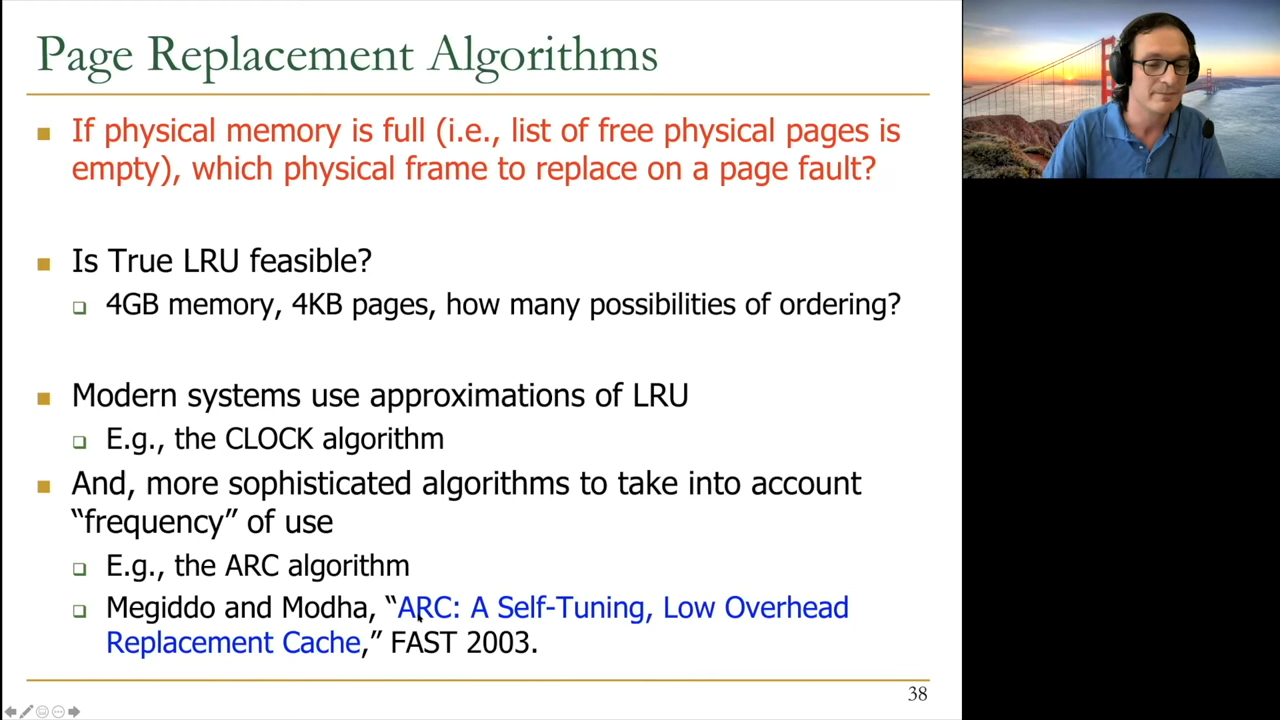 Page Replacement Algorithms
If physical memory is full (i.e., list of free physical pages is
empty), which physical frame to replace on a page fault?
Is True LRU feasible?
4GB memory, 4KB pages, how many possibilities of ordering?
Modern systems use approximations of LRU
E.g., the CLOCK algorithm
And, more sophisticated algorithms to take into account
“frequency” of use
E.g., the ARC algorithm
Megiddo and Modha, “ARC: A Self-Tuning, Low Overhead
Replacement Cache,” FAST 2003.
38